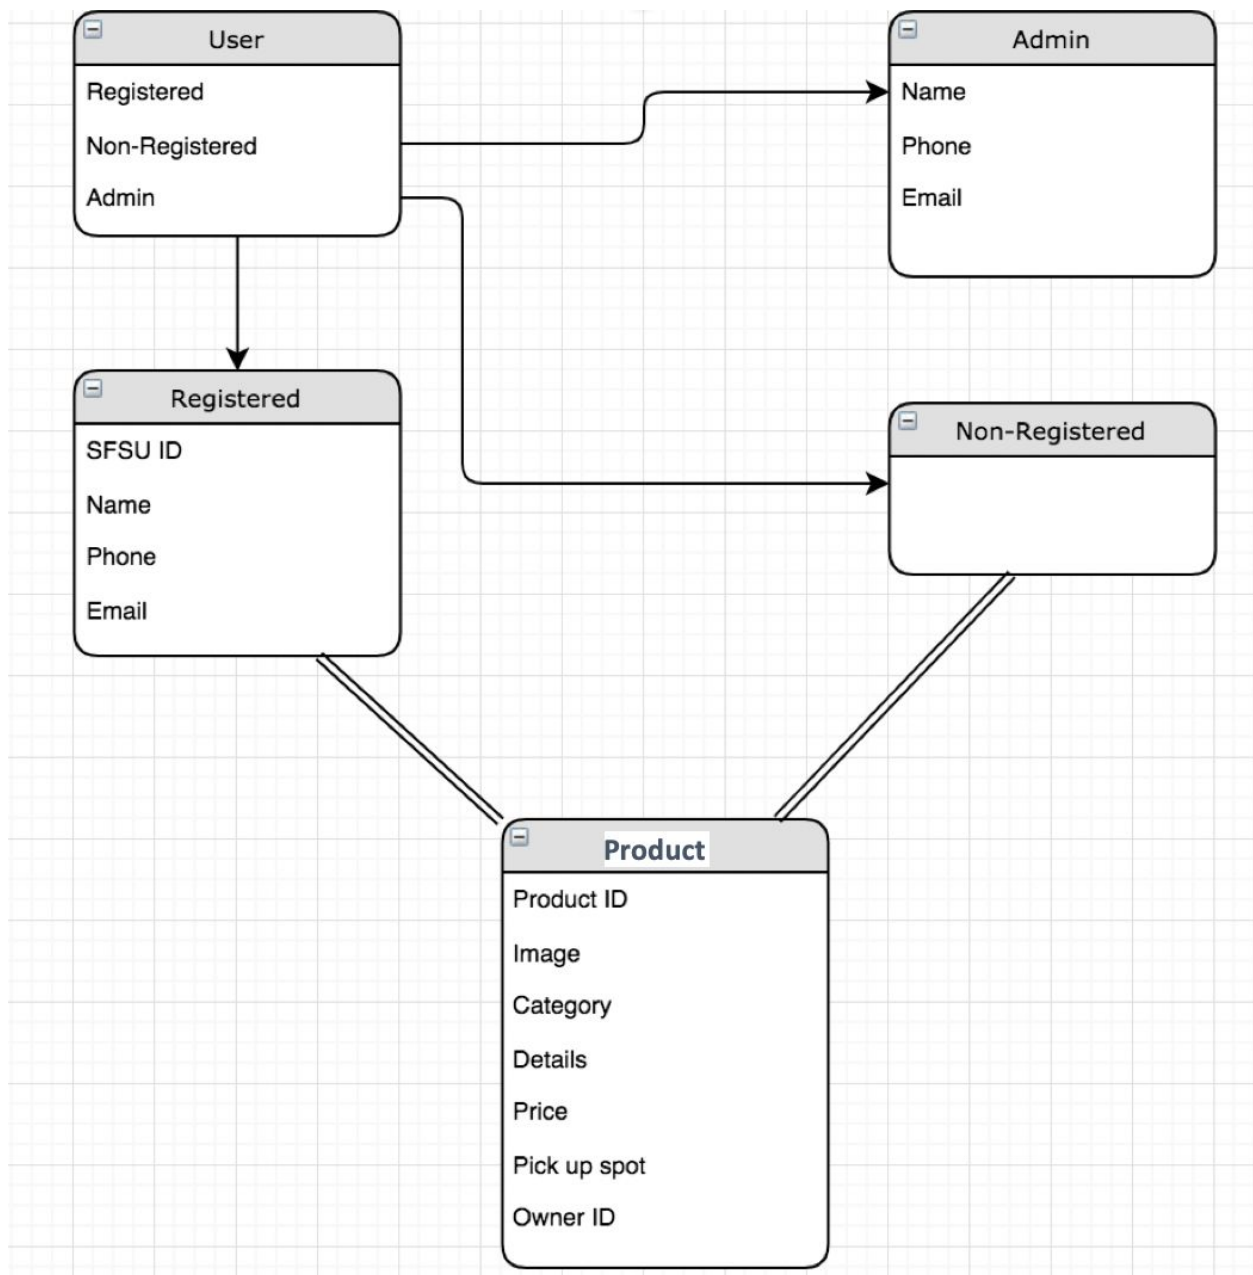 User
Registered
Non-Registered
Admin
Admin
Name
Phone
Email
Registered
SFSU ID
Name
Phone
Email
Non-Registered
Product
Product ID
Image
Category
Details
Price
Pick up spot
Owner ID